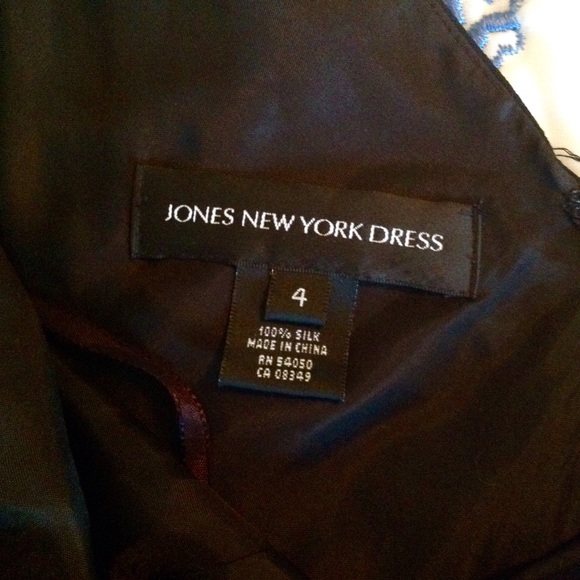 JONES NEW YORK DRESS
4
100% SILK
MADE IN CHINA
RN 54050
CA 08349